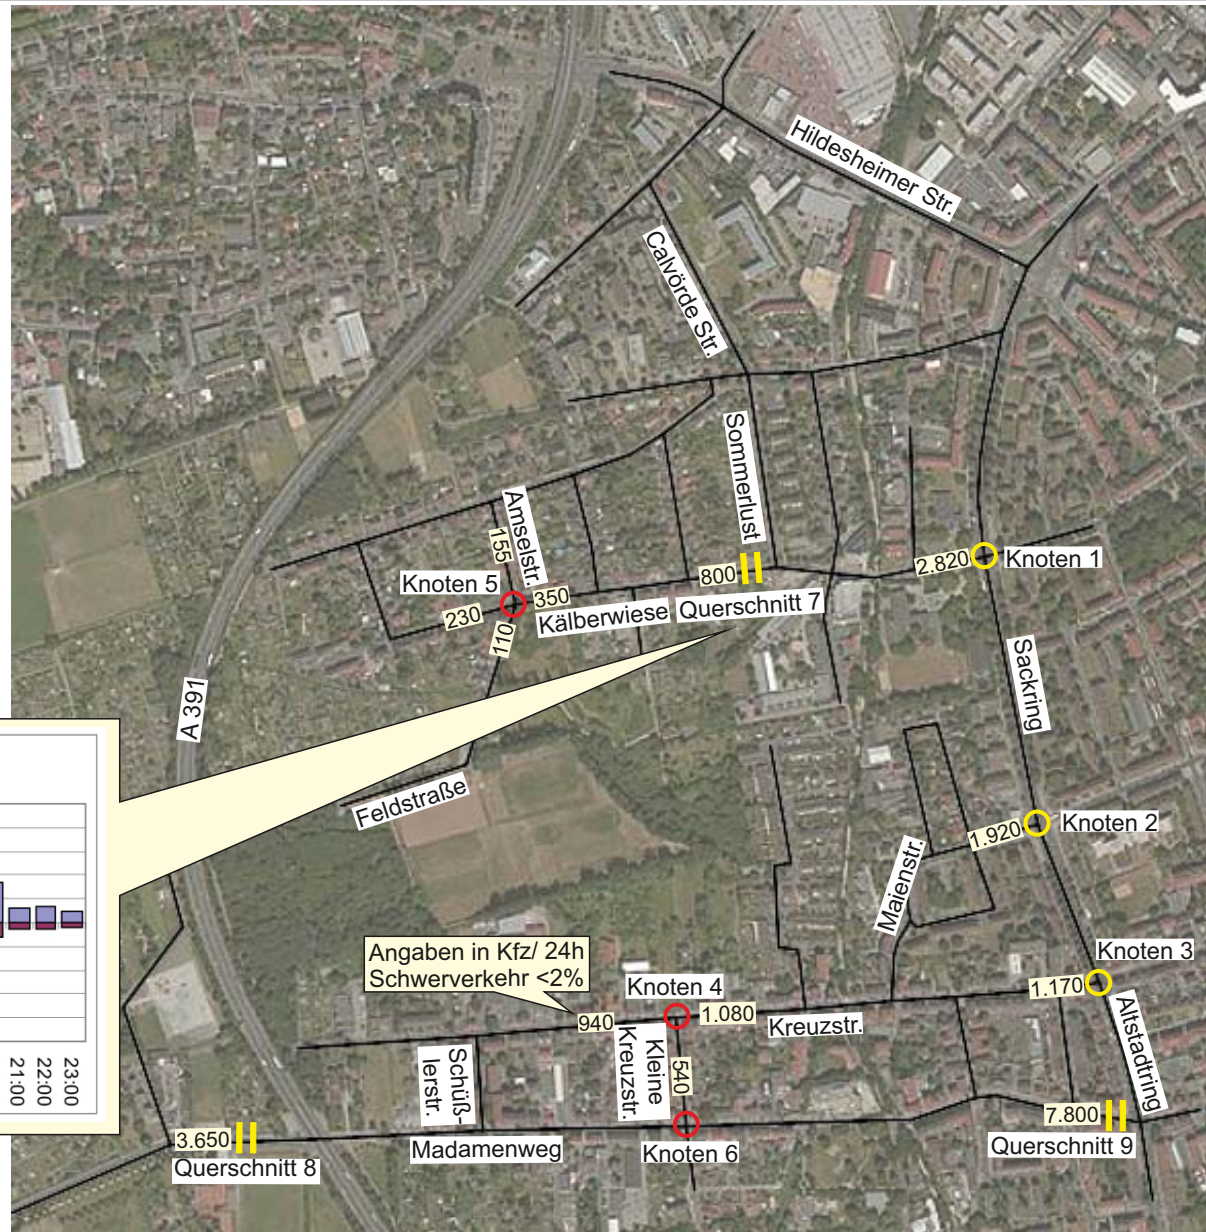 Hildesheimer Str.
Calvörde Str.
Sommerlust
Amselstr.
155
Knoten 5
350
230
110
Kälberwiese
800
Querschnitt 7
2.820
Knoten 1
Sackring
A 391
Feldstraße
1.920
Knoten 2
Maienstr.
Angaben in Kfz/ 24h
Schwerverkehr <2%
Knoten 3
1.170
Knoten 4
940
1.080
Kreuzstr.
Kleine
Kreuzstr.
540
Altstadtring
Schüß-
lerstr.
21:00
22:00
23:00
3.650
Querschnitt 8
Madamenweg
Knoten 6
7.800
Querschnitt 9